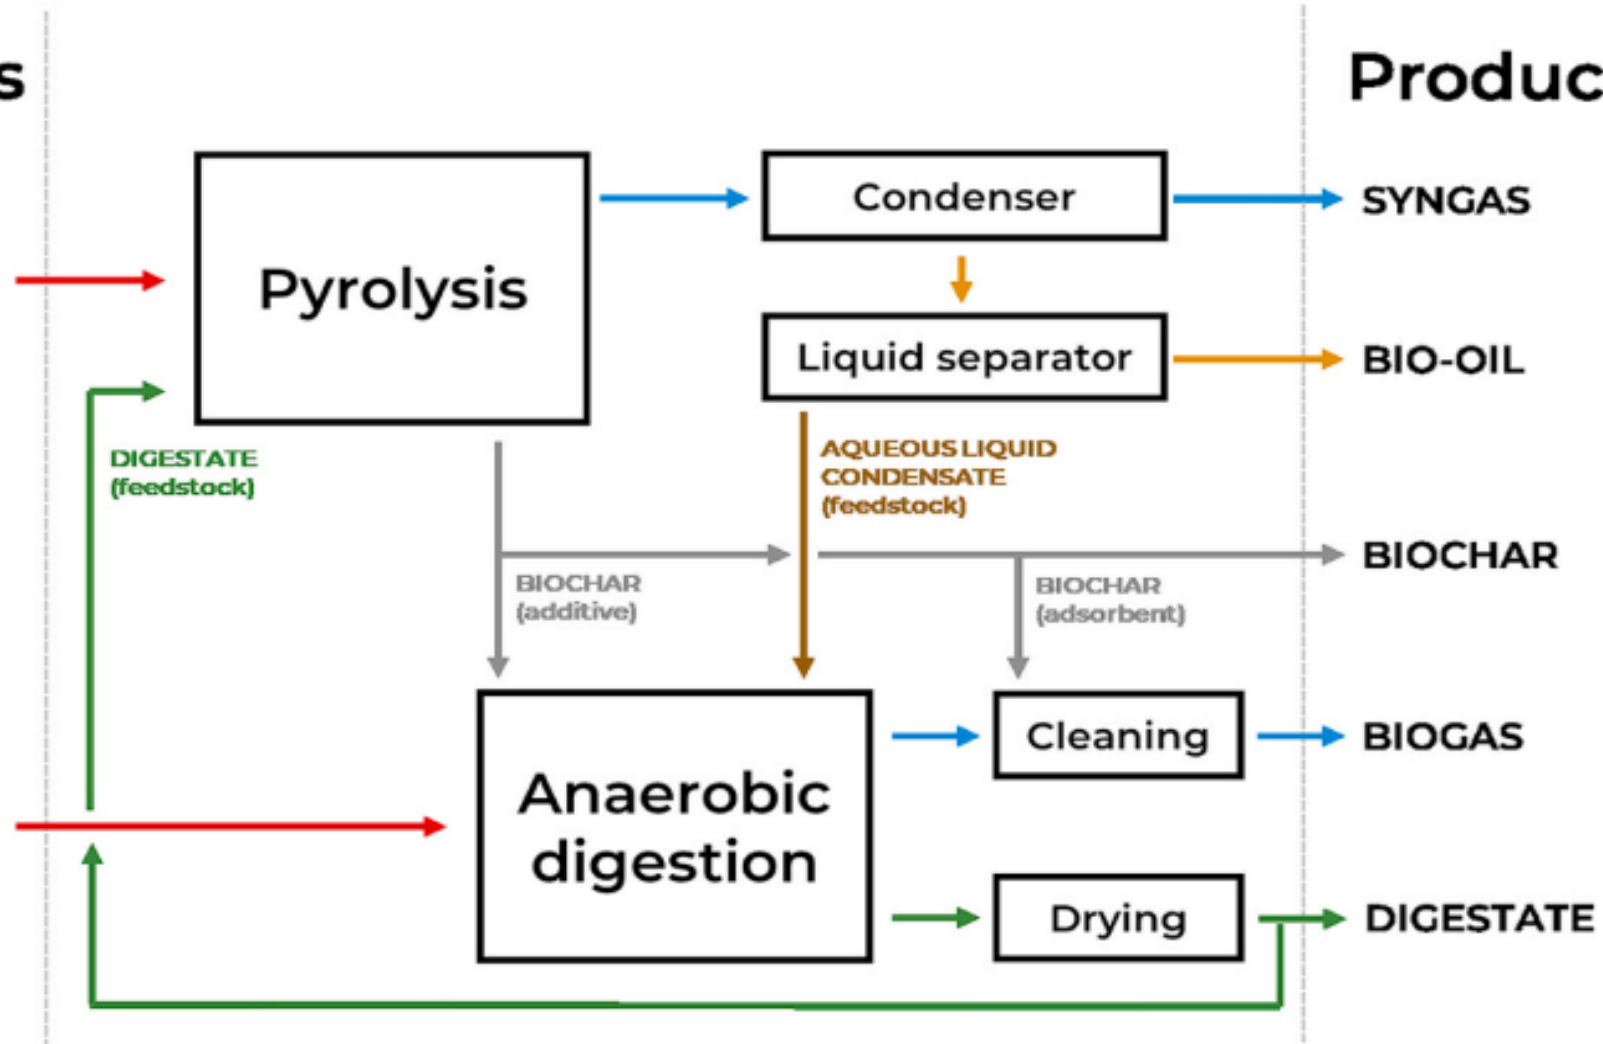 s
Produc
Pyrolysis
Condenser
SYNGAS
Liquid separator
BIO-OIL
DIGESTATE
(feedstock)
AQUEOUS LIQUID
CONDENSATE
(feedstock)
BIOCHAR
BIOCHAR
(additive)
BIOCHAR
(adsorbent)
Anaerobic
digestion
Cleaning
BIOGAS
Drying
DIGESTATE